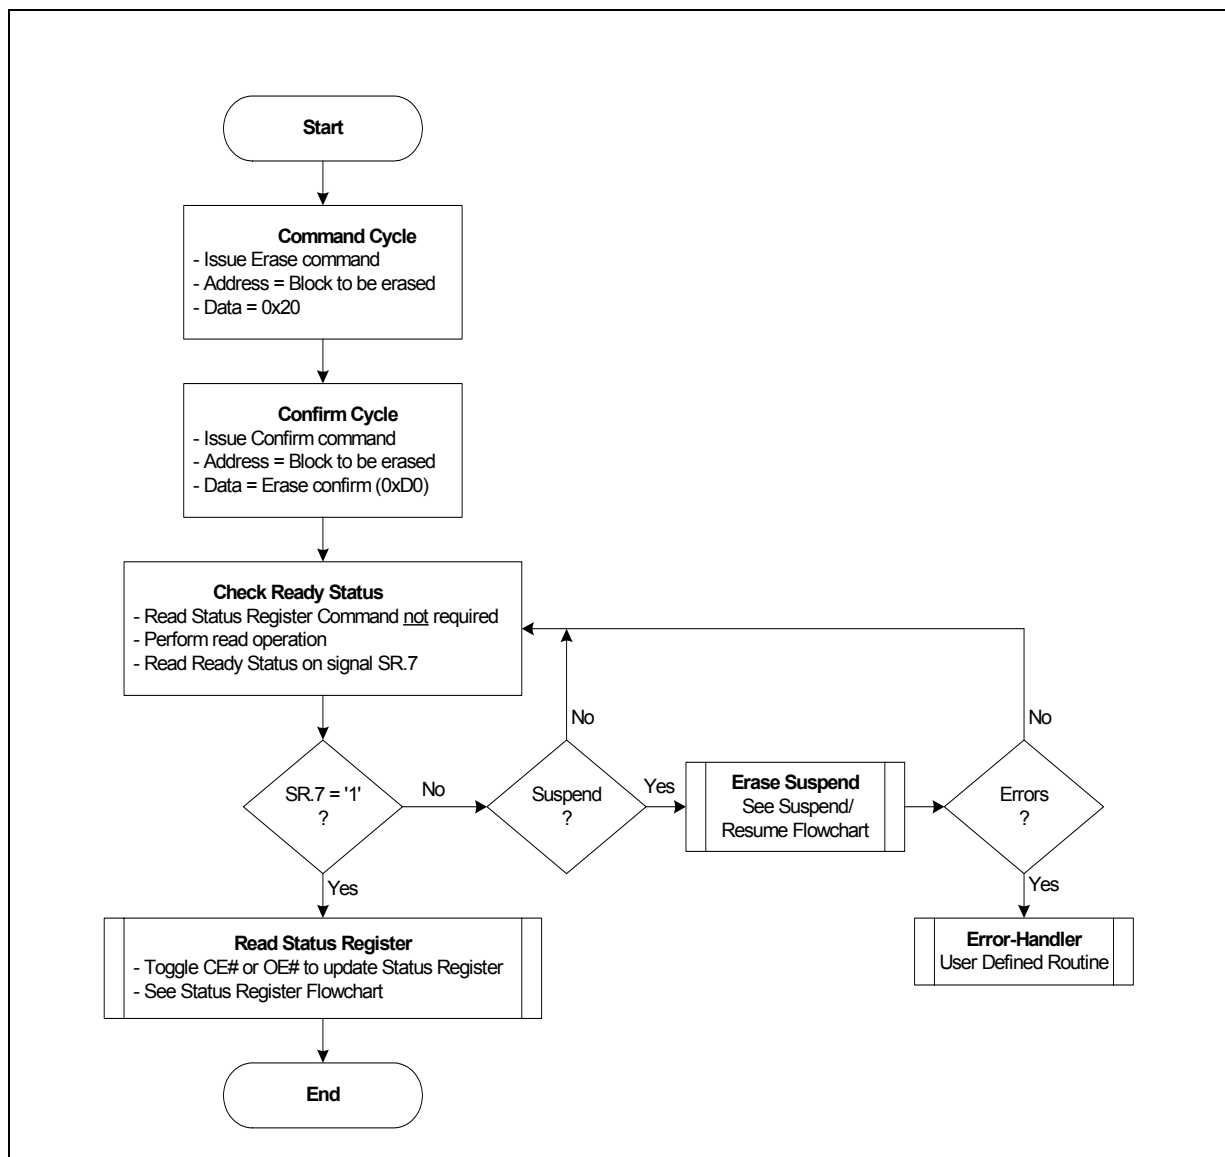 Start
Command Cycle
- Issue Erase command
- Address = Block to be erased
- Data = 0x20
Confirm Cycle
- Issue Confirm command
- Address = Block to be erased
- Data = Erase confirm (0xD0)
Check Ready Status
- Read Status Register Command not required
- Perform read operation
- Read Ready Status on signal SR.7
No
No
SR.7 = '1'
?
No
Suspend
?
Yes
Erase Suspend
See Suspend/
Resume Flowchart
Errors
?
Yes
Yes
Read Status Register
- Toggle CE# or OE# to update Status Register
- See Status Register Flowchart
Error-Handler
User Defined Routine
End